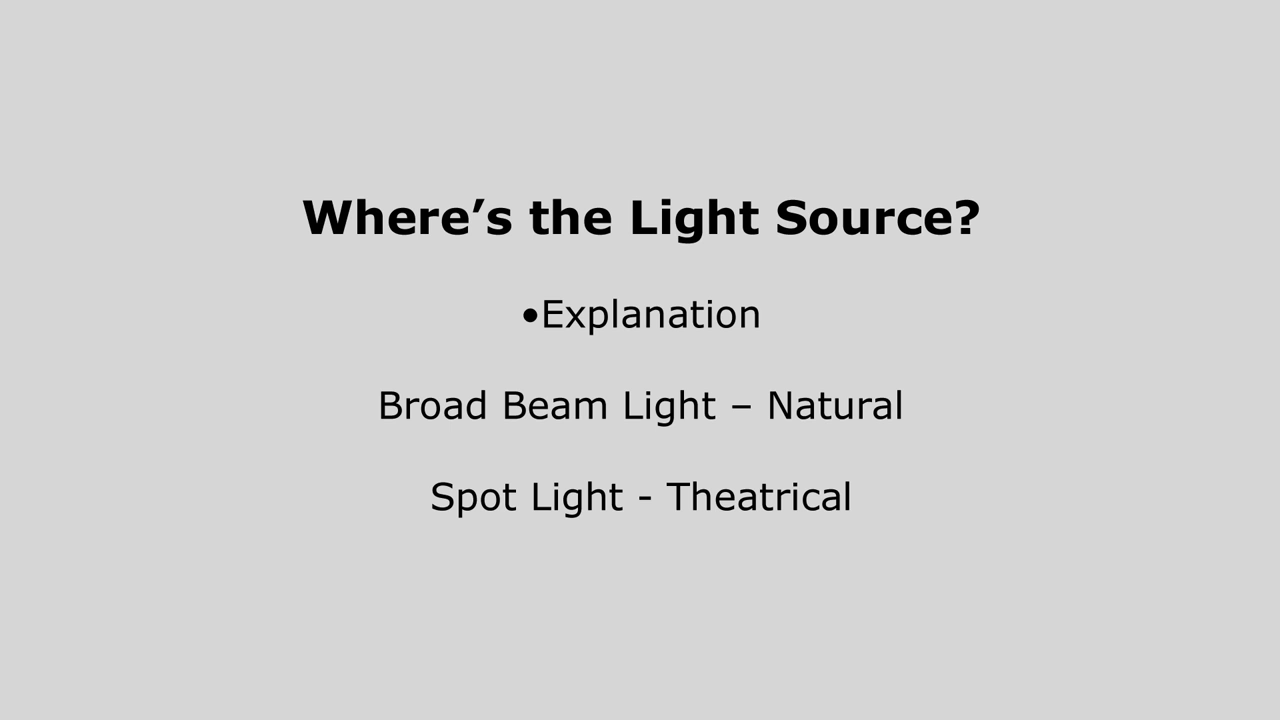 Where’s the Light Source?
•Explanation
Broad Beam Light – Natural
Spot Light - Theatrical